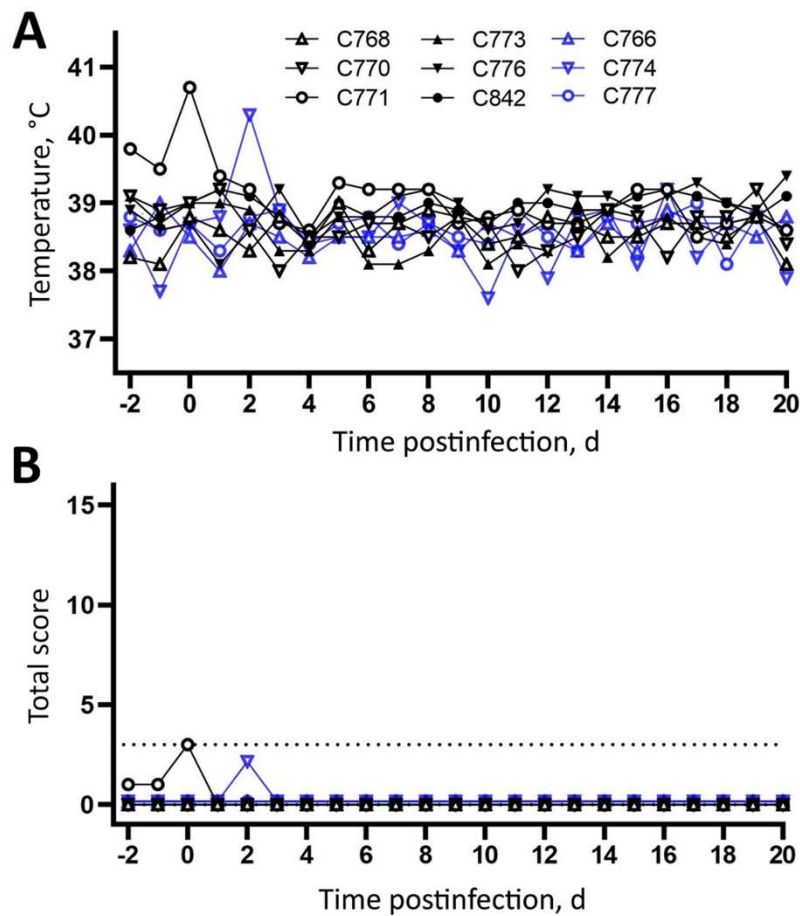 A
C768 C773 C766
C770 C776 C774
C771 C842 C777
Temperature, °C
41
40
39
38
37
-2 0 2 4 6 8 10 12 14 16 18 20
Time postinfection, d
B
Total score
15
10
5
0
-2 0 2 4 6 8 10 12 14 16 18 20
Time postinfection, d